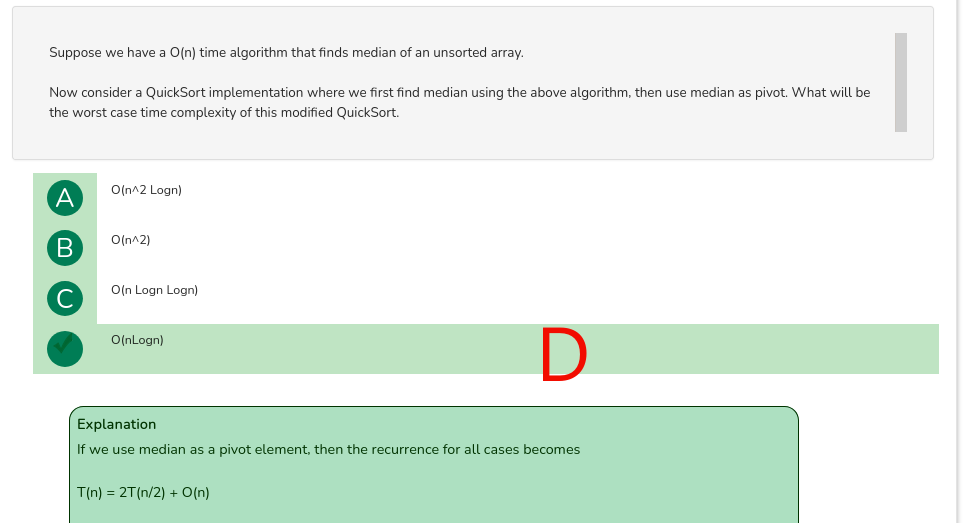 Suppose we have a O(n) time algorithm that finds median of an unsorted array.
Now consider a QuickSort implementation where we first find median using the above algorithm, then use median as pivot. What will be
the worst case time complexity of this modified QuickSort.
A O(n^2 Logn)
B O(n^2)
C O(n Logn Logn)
O(nLogn) D
Explanation
If we use median as a pivot element, then the recurrence for all cases becomes
T(n) = 2T(n/2) + O(n)